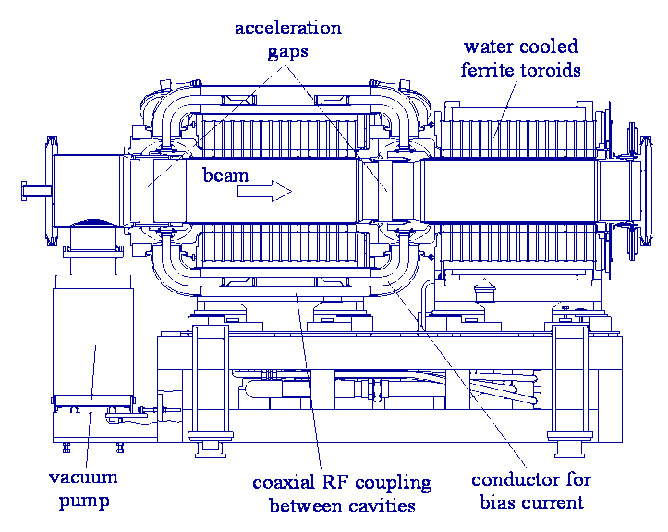 acceleration
gaps
water cooled
ferrite toroids
beam
vacuum
pump
coaxial RF coupling
between cavities
conductor for
bias current